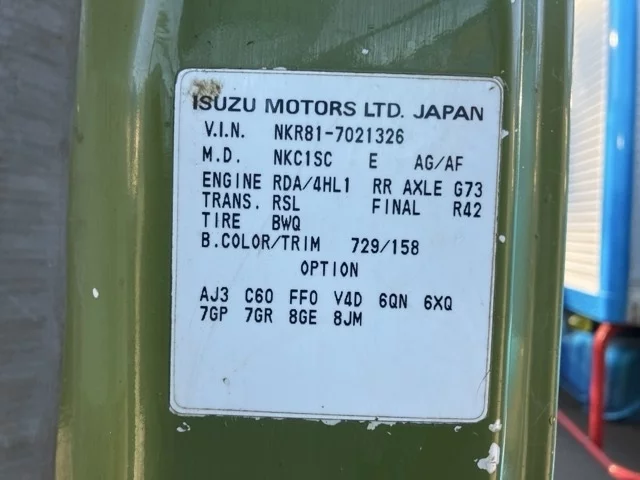 ISUZU MOTORS LTD. JAPAN
V.I.N. NKR81-7021326
M.D. NKC1SC E AG/AF
ENGINE RDA/4HL1 RR AXLE G73
TRANS. RSL FINAL R42
TIRE BWQ
B.COLOR/TRIM 729/158
OPTION
AJ3 C60 FF0 V4D 6QN 6XQ
7GP 7GR 8GE 8JM